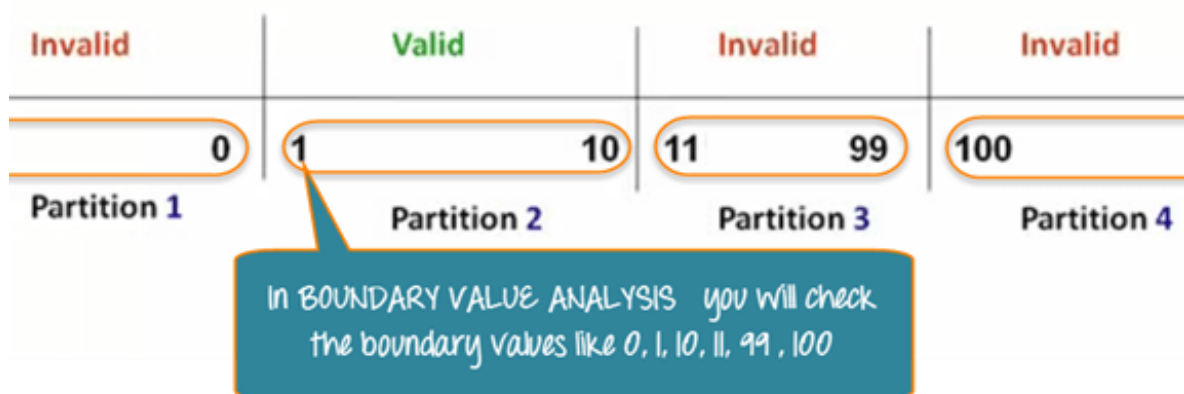 Invalid Valid Invalid Invalid
0 1 10 11 99 100
Partition 1 Partition 2 Partition 3 Partition 4
In BOUNDARY VALUE ANALYSIS you will check
the boundary values like 0, 1, 10, 11, 99 , 100